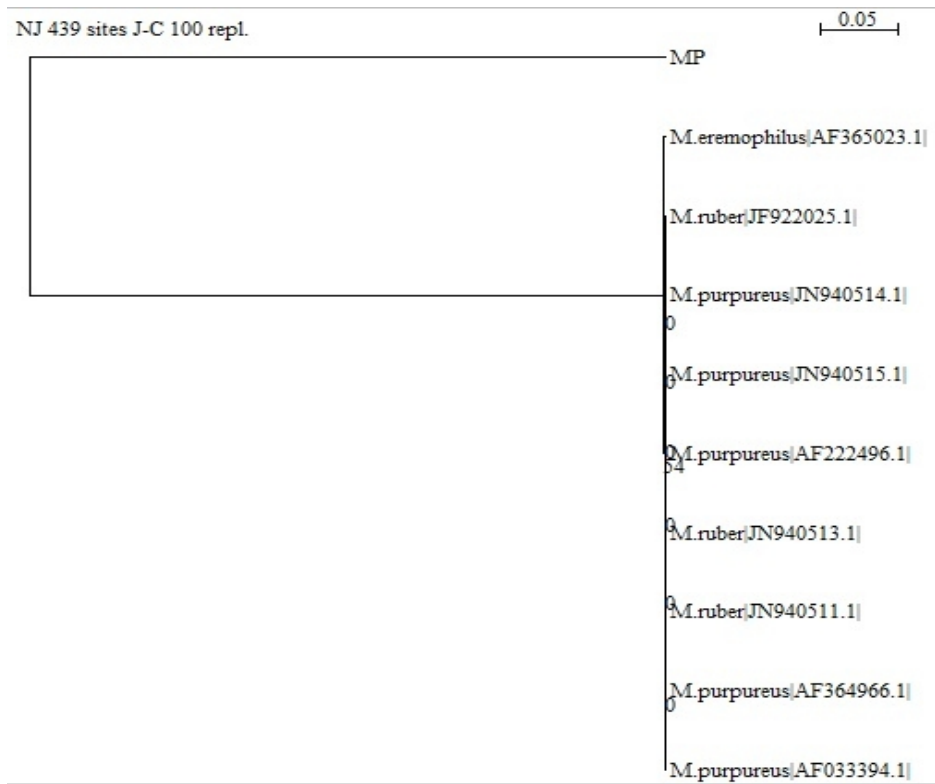 NJ 439 sites J-C 100 repl.
0.05
MP
M.eremophilus|AF365023.1|
M.ruber|JF922025.1|
M.purpureus|JN940514.1|
0
M.purpureus|JN940515.1|
0
M.purpureus|AF222496.1|
54
M.ruber|JN940513.1|
0
M.ruber|JN940511.1|
0
M.purpureus|AF364966.1|
0
M.purpureus|AF033394.1|